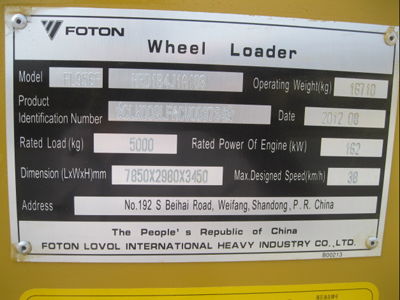 FOTON
Wheel Loader
Model Operating Weight(kg) 16710
Product
Identification Number Date 2012.08
Rated Load(kg) 5000 Rated Power Of Engine(kW) 162
Dimension (LxWxH)mm 7850X2980X3450 Max.Designed Speed(km/h) 38
Address No.192 S Beihai Road, Weifang, Shandong, P. R. China
The People's Republic of China
FOTON LOVOL INTERNATIONAL HEAVY INDUSTRY CO.,LTD.
B00213